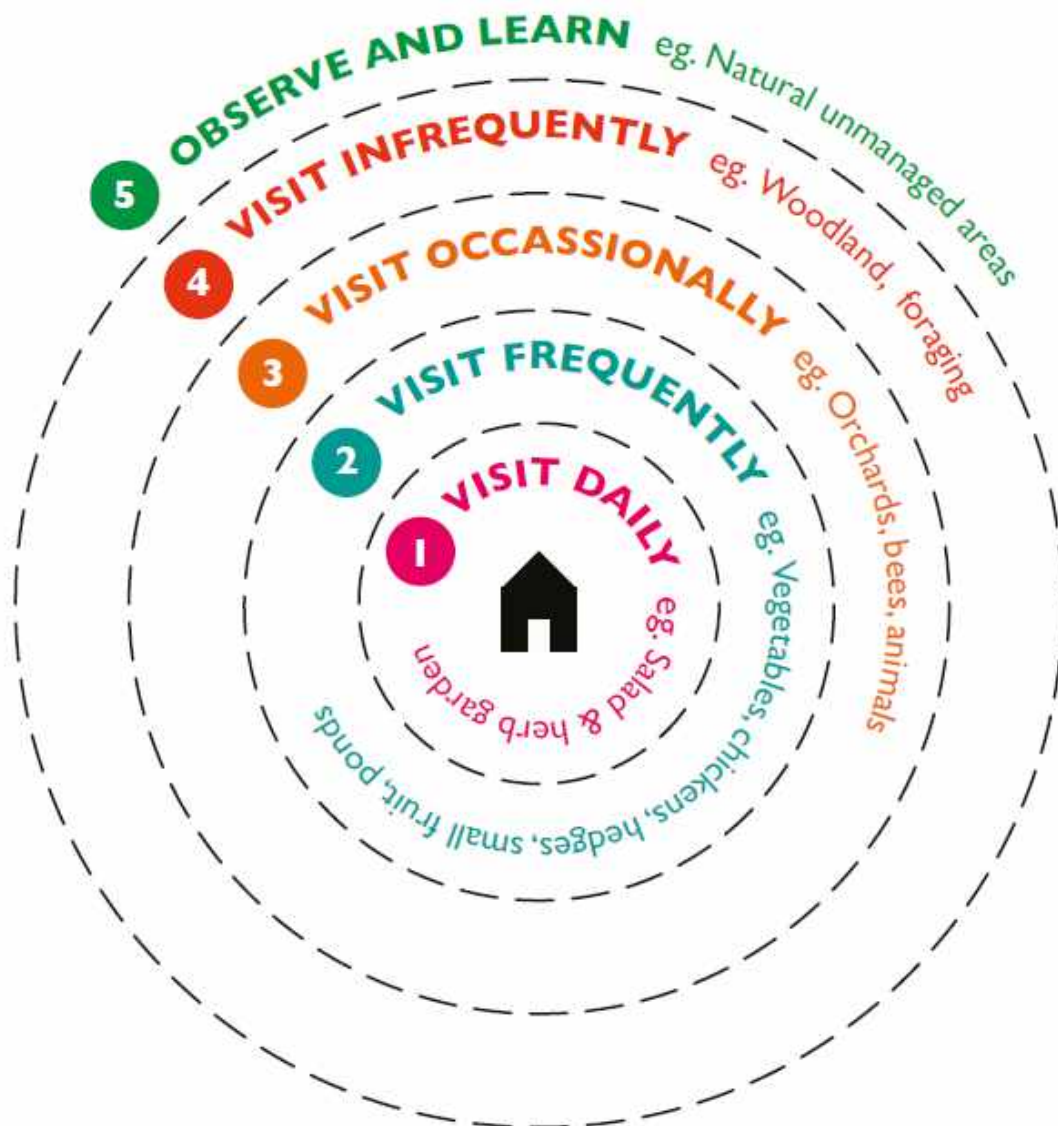 5 OBSERVE AND LEARN eg. Natural unmanaged areas
4 VISIT INFREQUENTLY eg. Woodland, foraging
3 VISIT OCCASSIONALLY eg. Orchards, bees, animals
2 VISIT FREQUENTLY eg. Vegetables, chickens, hedges, small fruit, ponds
1 VISIT DAILY eg. Salad & herb garden